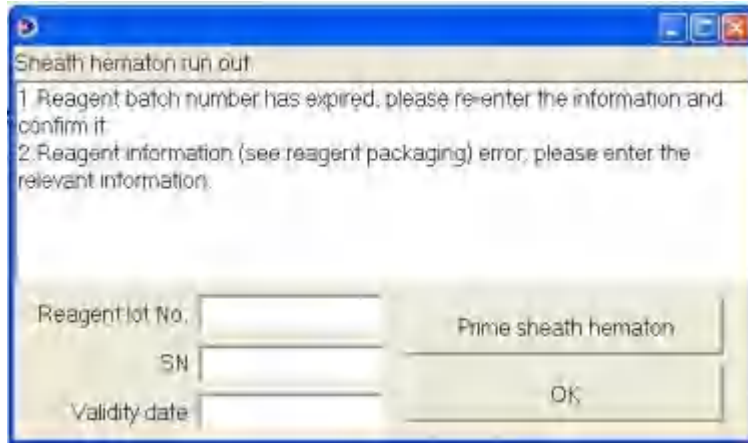 Sheath hematon run out
1.Reagent batch number has expired, please re-enter the information and
confirm it.
2.Reagent information (see reagent packaging) error, please enter the
relevant information.
Reagent lot No.
Prime sheath hematon
SN
OK
Validity date